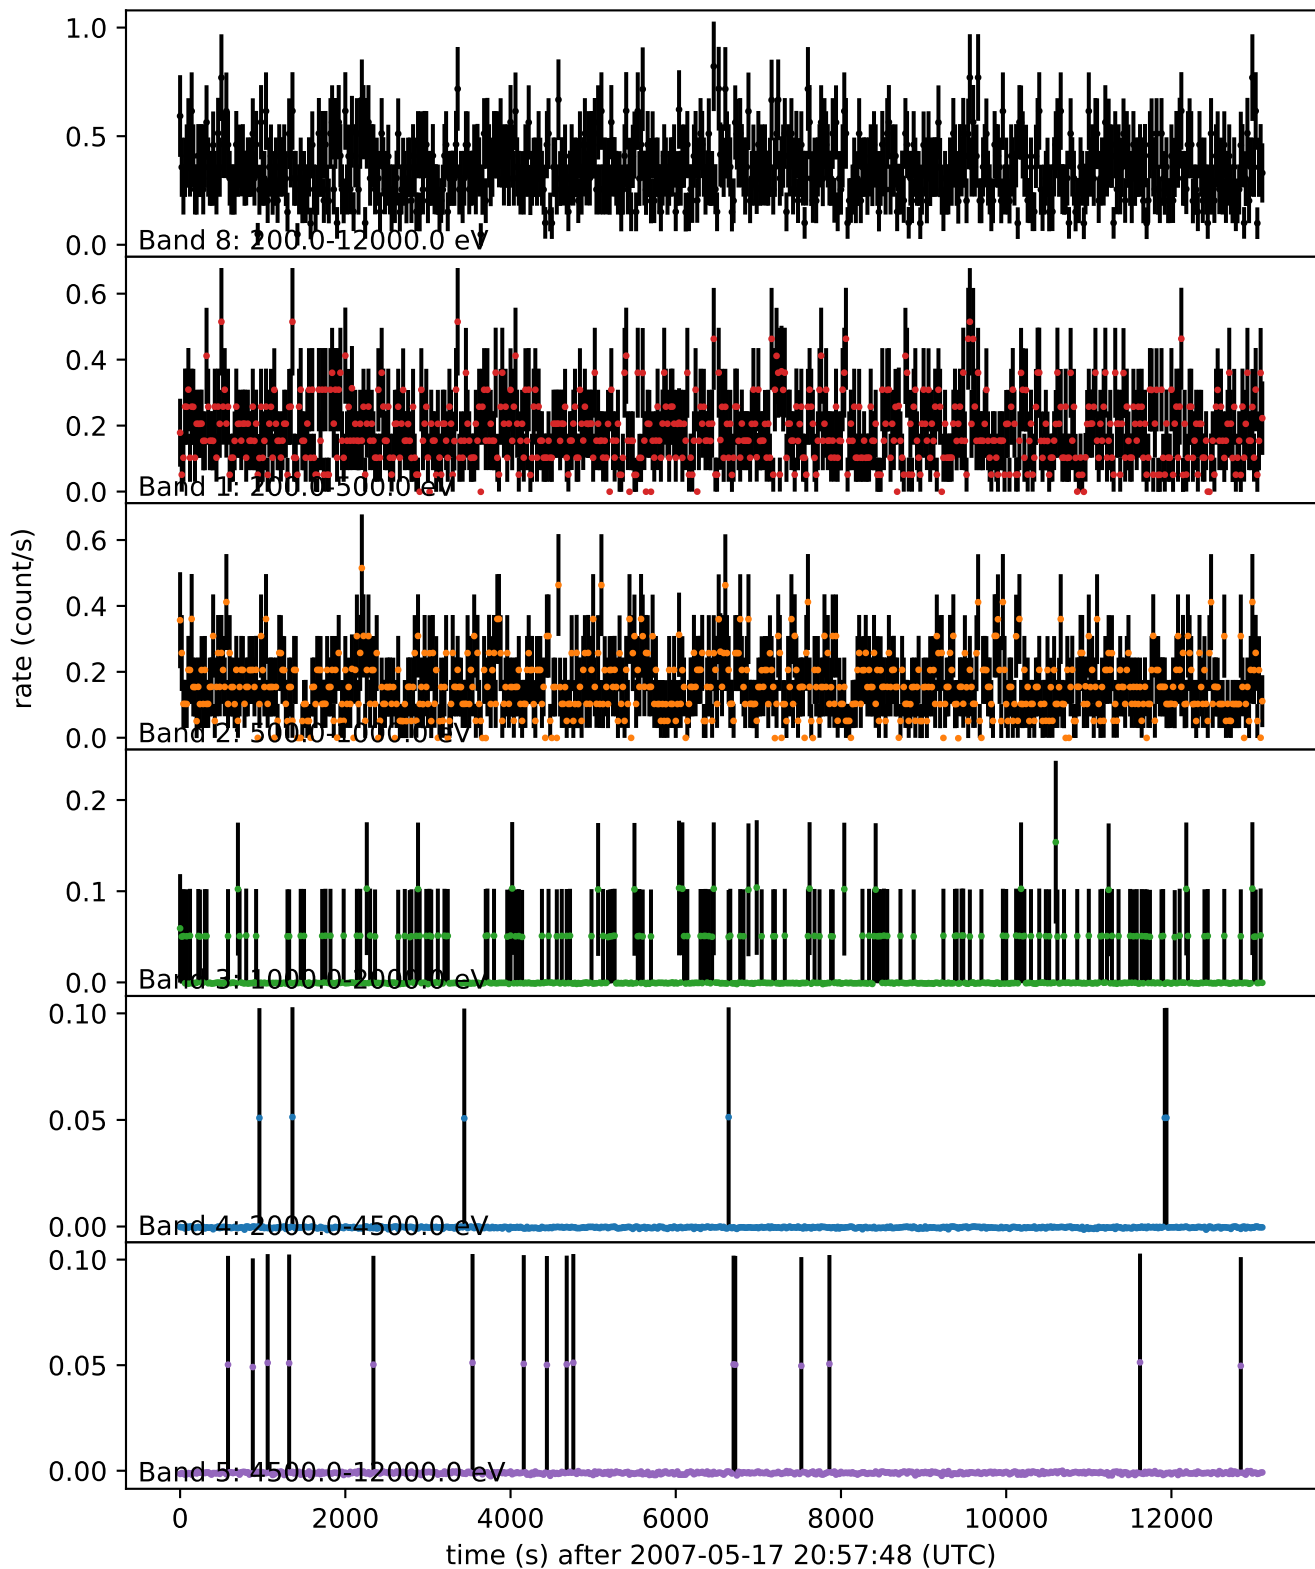 1.0
0.5
0.0
Band 8: 200.0-12000.0 eV
0.6
0.4
0.2
0.0
Band 1: 200.0-500.0 eV
0.6
0.4
0.2
0.0
Band 2: 500.0-1000.0 eV
rate (count/s)
0.2
0.1
0.0
Band 3: 1000.0-2000.0 eV
0.10
0.05
0.00
Band 4: 2000.0-4500.0 eV
0.10
0.05
0.00
Band 5: 4500.0-12000.0 eV
0 2000 4000 6000 8000 10000 12000
time (s) after 2007-05-17 20:57:48 (UTC)